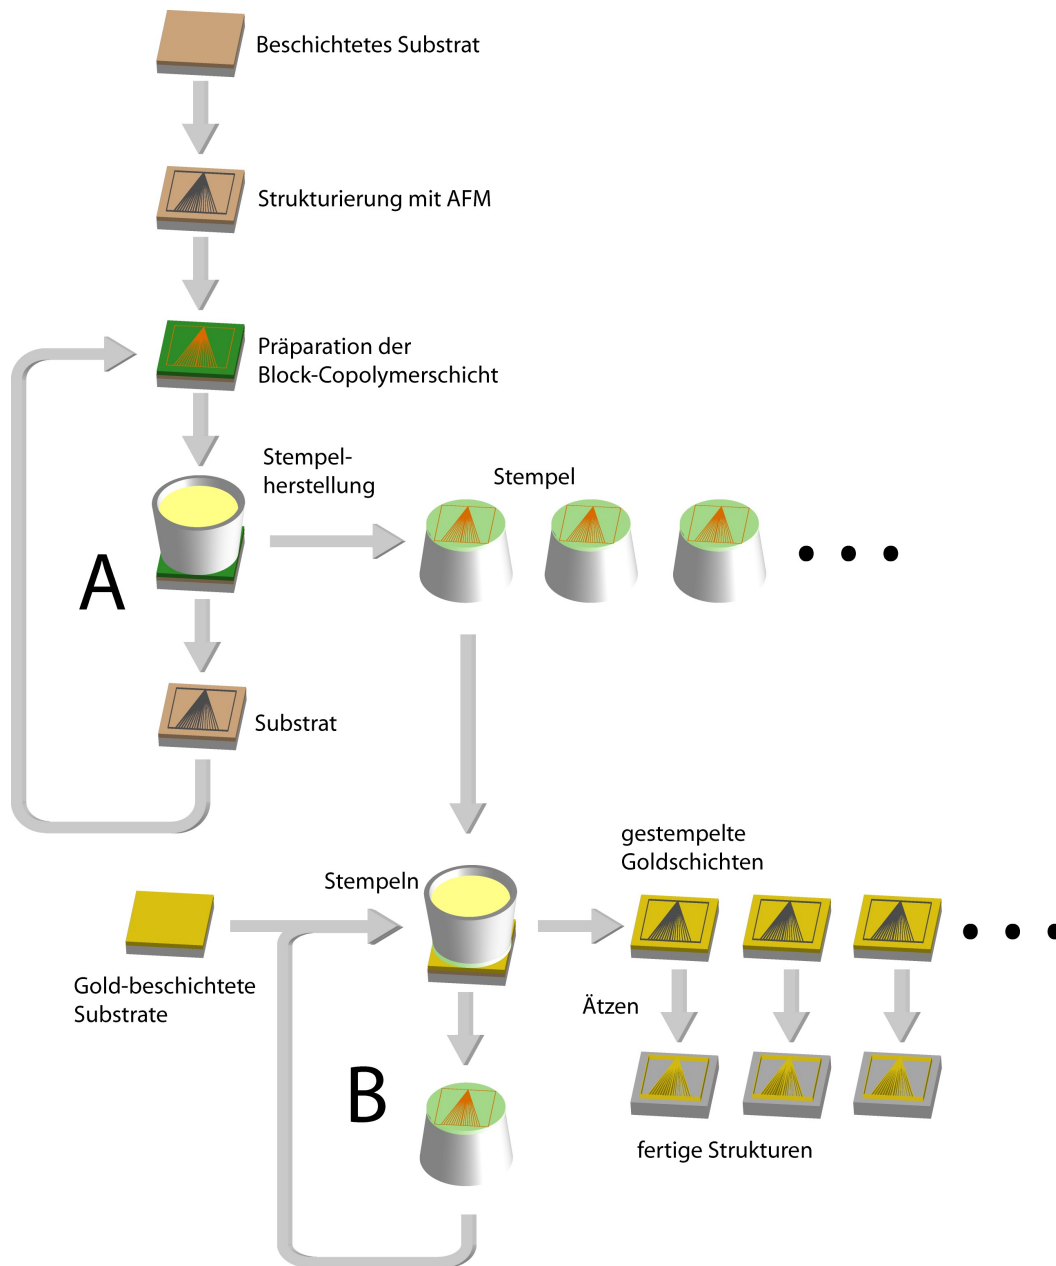 Beschichtetes Substrat
Strukturierung mit AFM
Präparation der
Block-Copolymerschicht
Stempel-
herstellung
Stempel
A
Substrat
gestempelte
Goldschichten
Stempeln
Gold-beschichtete
Substrate
Ätzen
B
fertige Strukturen